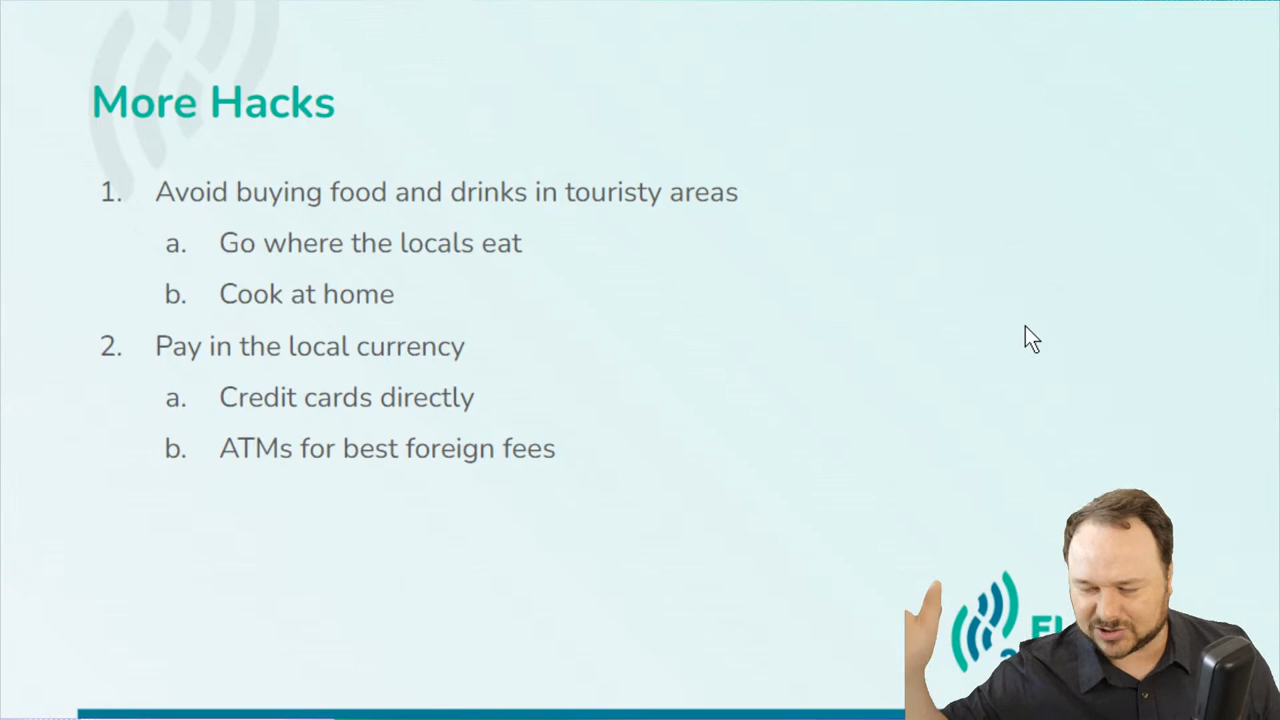 More Hacks
1. Avoid buying food and drinks in touristy areas
a. Go where the locals eat
b. Cook at home
2. Pay in the local currency
a. Credit cards directly
b. ATMs for best foreign fees